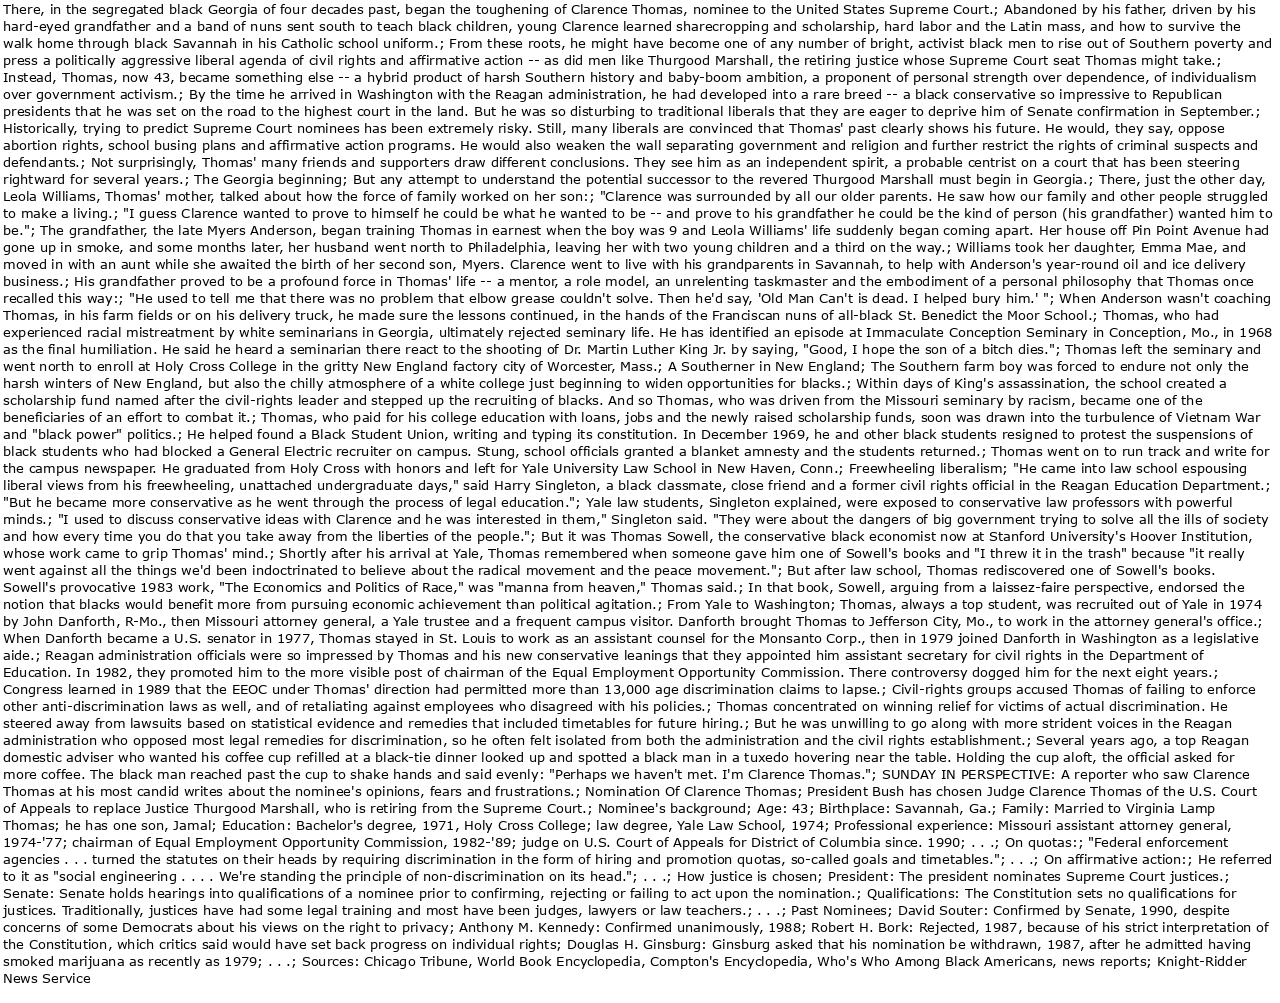 There, in the segregated black Georgia of four decades past, began the toughening of Clarence Thomas, nominee to the United States Supreme Court.; Abandoned by his father, driven by his
hard-eyed grandfather and a band of nuns sent south to teach black children, young Clarence learned sharecropping and scholarship, hard labor and the Latin mass, and how to survive the
walk home through black Savannah in his Catholic school uniform.; From these roots, he might have become one of any number of bright, activist black men to rise out of Southern poverty and
press a politically aggressive liberal agenda of civil rights and affirmative action -- as did men like Thurgood Marshall, the retiring justice whose Supreme Court seat Thomas might take.;
Instead, Thomas, now 43, became something else -- a hybrid product of harsh Southern history and baby-boom ambition, a proponent of personal strength over dependence, of individualism
over government activism.; By the time he arrived in Washington with the Reagan administration, he had developed into a rare breed -- a black conservative so impressive to Republican
presidents that he was set on the road to the highest court in the land. But he was so disturbing to traditional liberals that they are eager to deprive him of Senate confirmation in September.;
Historically, trying to predict Supreme Court nominees has been extremely risky. Still, many liberals are convinced that Thomas' past clearly shows his future. He would, they say, oppose
abortion rights, school busing plans and affirmative action programs. He would also weaken the wall separating government and religion and further restrict the rights of criminal suspects and
defendants.; Not surprisingly, Thomas' many friends and supporters draw different conclusions. They see him as an independent spirit, a probable centrist on a court that has been steering
rightward for several years.; The Georgia beginning; But any attempt to understand the potential successor to the revered Thurgood Marshall must begin in Georgia.; There, just the other day,
Leola Williams, Thomas' mother, talked about how the force of family worked on her son:; "Clarence was surrounded by all our older parents. He saw how our family and other people struggled
to make a living.; "I guess Clarence wanted to prove to himself he could be what he wanted to be -- and prove to his grandfather he could be the kind of person (his grandfather) wanted him to
be."; The grandfather, the late Myers Anderson, began training Thomas in earnest when the boy was 9 and Leola Williams' life suddenly began coming apart. Her house off Pin Point Avenue had
gone up in smoke, and some months later, her husband went north to Philadelphia, leaving her with two young children and a third on the way.; Williams took her daughter, Emma Mae, and
moved in with an aunt while she awaited the birth of her second son, Myers. Clarence went to live with his grandparents in Savannah, to help with Anderson's year-round oil and ice delivery
business.; His grandfather proved to be a profound force in Thomas' life -- a mentor, a role model, an unrelenting taskmaster and the embodiment of a personal philosophy that Thomas once
recalled this way:; "He used to tell me that there was no problem that elbow grease couldn't solve. Then he'd say, 'Old Man Can't is dead. I helped bury him.' "; When Anderson wasn't coaching
Thomas, in his farm fields or on his delivery truck, he made sure the lessons continued, in the hands of the Franciscan nuns of all-black St. Benedict the Moor School.; Thomas, who had
experienced racial mistreatment by white seminarians in Georgia, ultimately rejected seminary life. He has identified an episode at Immaculate Conception Seminary in Conception, Mo., in 1968
as the final humiliation. He said he heard a seminarian there react to the shooting of Dr. Martin Luther King Jr. by saying, "Good, I hope the son of a bitch dies."; Thomas left the seminary and
went north to enroll at Holy Cross College in the gritty New England factory city of Worcester, Mass.; A Southerner in New England; The Southern farm boy was forced to endure not only the
harsh winters of New England, but also the chilly atmosphere of a white college just beginning to widen opportunities for blacks.; Within days of King's assassination, the school created a
scholarship fund named after the civil-rights leader and stepped up the recruiting of blacks. And so Thomas, who was driven from the Missouri seminary by racism, became one of the
beneficiaries of an effort to combat it.; Thomas, who paid for his college education with loans, jobs and the newly raised scholarship funds, soon was drawn into the turbulence of Vietnam War
and "black power" politics.; He helped found a Black Student Union, writing and typing its constitution. In December 1969, he and other black students resigned to protest the suspensions of
black students who had blocked a General Electric recruiter on campus. Stung, school officials granted a blanket amnesty and the students returned.; Thomas went on to run track and write for
the campus newspaper. He graduated from Holy Cross with honors and left for Yale University Law School in New Haven, Conn.; Freewheeling liberalism; "He came into law school espousing
liberal views from his freewheeling, unattached undergraduate days," said Harry Singleton, a black classmate, close friend and a former civil rights official in the Reagan Education Department.;
"But he became more conservative as he went through the process of legal education."; Yale law students, Singleton explained, were exposed to conservative law professors with powerful
minds.; "I used to discuss conservative ideas with Clarence and he was interested in them," Singleton said. "They were about the dangers of big government trying to solve all the ills of society
and how every time you do that you take away from the liberties of the people."; But it was Thomas Sowell, the conservative black economist now at Stanford University's Hoover Institution,
whose work came to grip Thomas' mind.; Shortly after his arrival at Yale, Thomas remembered when someone gave him one of Sowell's books and "I threw it in the trash" because "it really
went against all the things we'd been indoctrinated to believe about the radical movement and the peace movement."; But after law school, Thomas rediscovered one of Sowell's books.
Sowell's provocative 1983 work, "The Economics and Politics of Race," was "manna from heaven," Thomas said.; In that book, Sowell, arguing from a laissez-faire perspective, endorsed the
notion that blacks would benefit more from pursuing economic achievement than political agitation.; From Yale to Washington; Thomas, always a top student, was recruited out of Yale in 1974
by John Danforth, R-Mo., then Missouri attorney general, a Yale trustee and a frequent campus visitor. Danforth brought Thomas to Jefferson City, Mo., to work in the attorney general's office.;
When Danforth became a U.S. senator in 1977, Thomas stayed in St. Louis to work as an assistant counsel for the Monsanto Corp., then in 1979 joined Danforth in Washington as a legislative
aide.; Reagan administration officials were so impressed by Thomas and his new conservative leanings that they appointed him assistant secretary for civil rights in the Department of
Education. In 1982, they promoted him to the more visible post of chairman of the Equal Employment Opportunity Commission. There controversy dogged him for the next eight years.;
Congress learned in 1989 that the EEOC under Thomas' direction had permitted more than 13,000 age discrimination claims to lapse.; Civil-rights groups accused Thomas of failing to enforce
other anti-discrimination laws as well, and of retaliating against employees who disagreed with his policies.; Thomas concentrated on winning relief for victims of actual discrimination. He
steered away from lawsuits based on statistical evidence and remedies that included timetables for future hiring.; But he was unwilling to go along with more strident voices in the Reagan
administration who opposed most legal remedies for discrimination, so he often felt isolated from both the administration and the civil rights establishment.; Several years ago, a top Reagan
domestic adviser who wanted his coffee cup refilled at a black-tie dinner looked up and spotted a black man in a tuxedo hovering near the table. Holding the cup aloft, the official asked for
more coffee. The black man reached past the cup to shake hands and said evenly: "Perhaps we haven't met. I'm Clarence Thomas."; SUNDAY IN PERSPECTIVE: A reporter who saw Clarence
Thomas at his most candid writes about the nominee's opinions, fears and frustrations.; Nomination Of Clarence Thomas; President Bush has chosen Judge Clarence Thomas of the U.S. Court
of Appeals to replace Justice Thurgood Marshall, who is retiring from the Supreme Court.; Nominee's background; Age: 43; Birthplace: Savannah, Ga.; Family: Married to Virginia Lamp
Thomas; he has one son, Jamal; Education: Bachelor's degree, 1971, Holy Cross College; law degree, Yale Law School, 1974; Professional experience: Missouri assistant attorney general,
1974-'77; chairman of Equal Employment Opportunity Commission, 1982-'89; judge on U.S. Court of Appeals for District of Columbia since. 1990; . . .; On quotas:; "Federal enforcement
agencies . . . turned the statutes on their heads by requiring discrimination in the form of hiring and promotion quotas, so-called goals and timetables."; . . .; On affirmative action:; He referred
to it as "social engineering . . . . We're standing the principle of non-discrimination on its head."; . . .; How justice is chosen; President: The president nominates Supreme Court justices.;
Senate: Senate holds hearings into qualifications of a nominee prior to confirming, rejecting or failing to act upon the nomination.; Qualifications: The Constitution sets no qualifications for
justices. Traditionally, justices have had some legal training and most have been judges, lawyers or law teachers.; . . .; Past Nominees; David Souter: Confirmed by Senate, 1990, despite
concerns of some Democrats about his views on the right to privacy; Anthony M. Kennedy: Confirmed unanimously, 1988; Robert H. Bork: Rejected, 1987, because of his strict interpretation of
the Constitution, which critics said would have set back progress on individual rights; Douglas H. Ginsburg: Ginsburg asked that his nomination be withdrawn, 1987, after he admitted having
smoked marijuana as recently as 1979; . . .; Sources: Chicago Tribune, World Book Encyclopedia, Compton's Encyclopedia, Who's Who Among Black Americans, news reports; Knight-Ridder
News Service